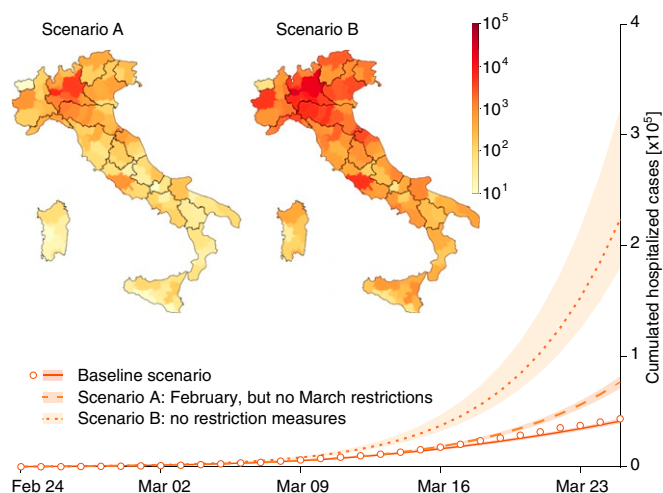 Scenario A
Scenario B
10^5
10^4
10^3
10^2
10^1
4
3
2
1
0
Cumulated hospitalized cases [x10^5]
Baseline scenario
Scenario A: February, but no March restrictions
Scenario B: no restriction measures
Feb 24
Mar 02
Mar 09
Mar 16
Mar 23